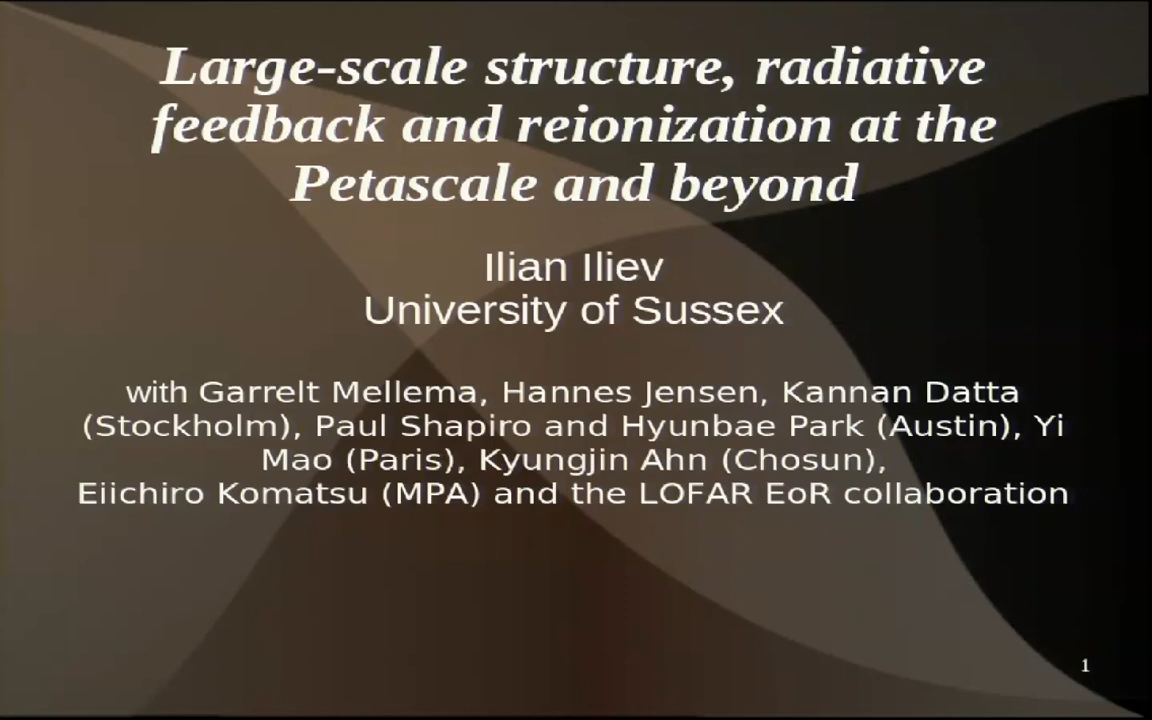 Large-scale structure, radiative
feedback and reionization at the
Petascale and beyond
Ilian Iliev
University of Sussex
with Garrelt Mellema, Hannes Jensen, Kannan Datta
(Stockholm), Paul Shapiro and Hyunbae Park (Austin), Yi
Mao (Paris), Kyungjin Ahn (Chosun),
Eiichiro Komatsu (MPA) and the LOFAR EoR collaboration
1